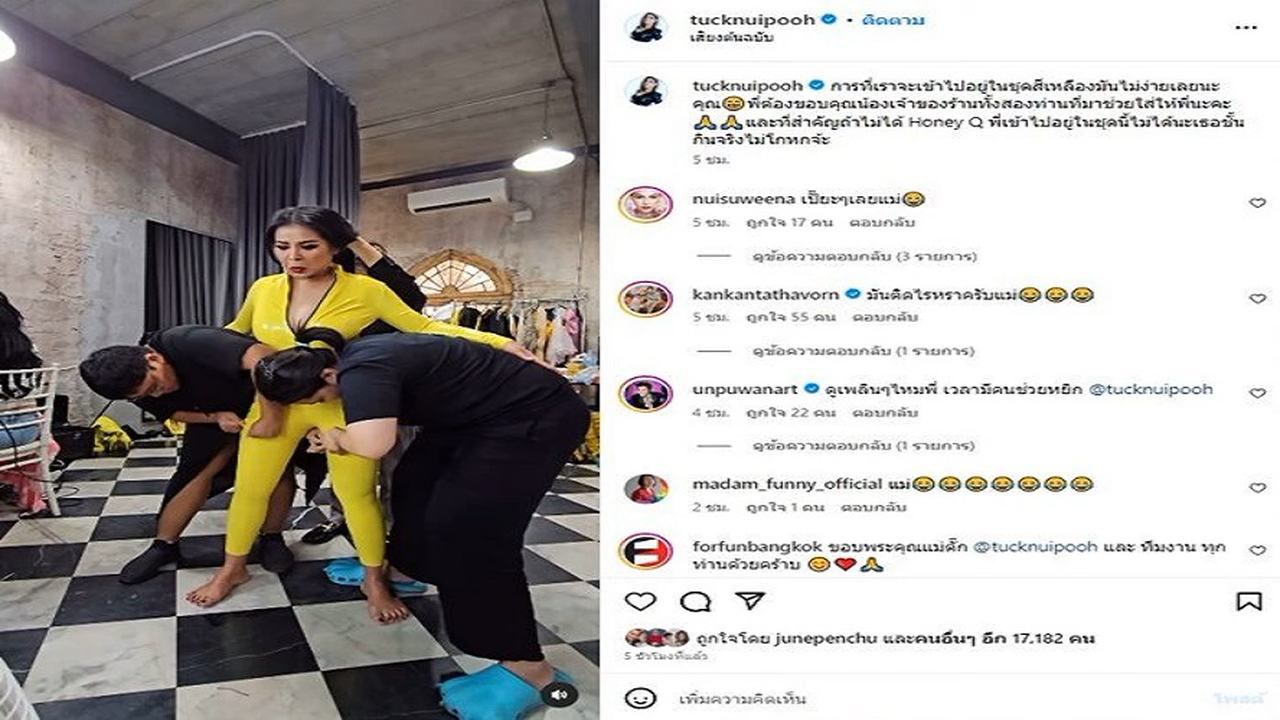 tucknuipooh • ติดตาม
เสียงต้นฉบับ
tucknuipooh การที่เราจะเข้าไปอยู่ในชุดสีเหลืองมันไม่ง่ายเลยนะ
คุณ😁พี่ต้องขอบคุณน้องเจ้าของร้านทั้งสองท่านที่มาช่วยใส่ให้พี่นะคะ
🙏🙏และที่สำคัญถ้าไม่ได้ Honey Q พี่เข้าไปอยู่ในชุดนี้ไม่ได้นะเธอชั้น
กินจริงไม่โกหกจ้ะ
5 ชม.
nuisuweena เป๊ียะๆเลยแม่😂
5 ชม. ถูกใจ 17 คน ตอบกลับ
ดูข้อความตอบกลับ (3 รายการ)
kankantathavorn มันติดไรหราครับแม่😂😂😂
5 ชม. ถูกใจ 55 คน ตอบกลับ
ดูข้อความตอบกลับ (1 รายการ)
unpuwanart ดูเพลินๆไหมพี่ เวลามีคนช่วยหยิก @tucknuipooh
4 ชม. ถูกใจ 22 คน ตอบกลับ
ดูข้อความตอบกลับ (1 รายการ)
madam_funny_official แม่😂😂😂😂😂😂😂
2 ชม. ถูกใจ 1 คน ตอบกลับ
forfunbangkok ขอบพระคุณแม่ตั๊ก @tucknuipooh และ ทีมงาน ทุก
ท่านด้วยคร้าบ 😊❤️🙏
ถูกใจโดย junepenchu และคนอื่นๆ อีก 17,182 คน
5 ชั่วโมงที่แล้ว
เพิ่มความคิดเห็น
โพสต์